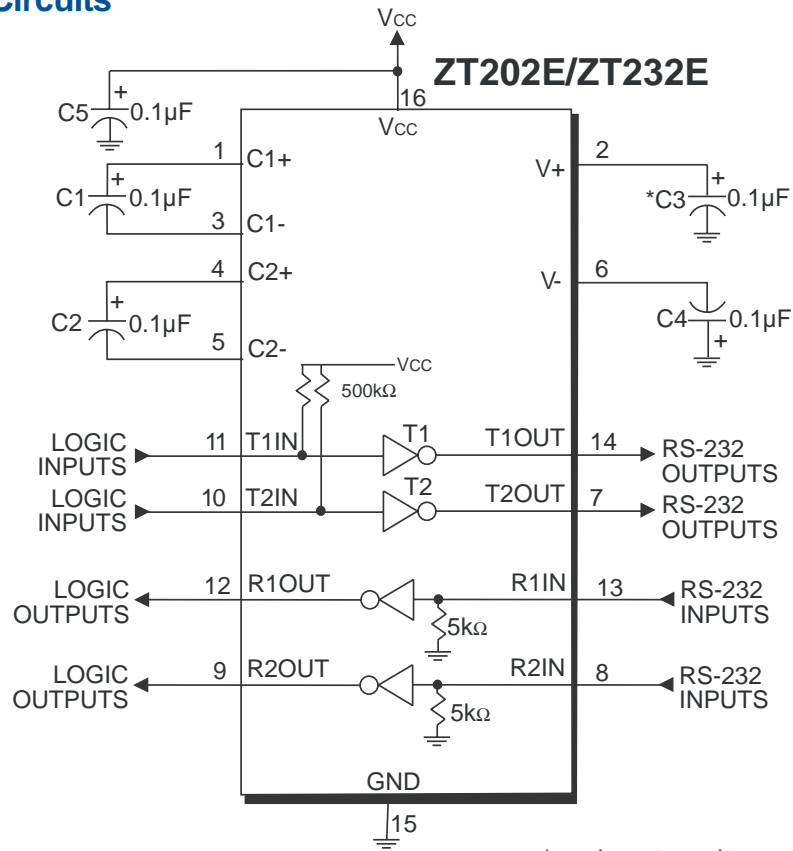 Circuits
VCC
ZT202E/ZT232E
16
VCC
C5
+
0.1µF
1
C1+
C1
+
0.1µF
3
C1-
4
C2+
C2
+
0.1µF
5
C2-
2
V+
*C3
+
0.1µF
6
V-
C4
0.1µF
+
VCC
500kΩ
LOGIC
INPUTS
11
T1IN
T1
T1OUT
14
RS-232
OUTPUTS
LOGIC
INPUTS
10
T2IN
T2
T2OUT
7
RS-232
OUTPUTS
LOGIC
OUTPUTS
12
R1OUT
R1IN
13
RS-232
INPUTS
5kΩ
LOGIC
OUTPUTS
9
R2OUT
R2IN
8
RS-232
INPUTS
5kΩ
GND
15